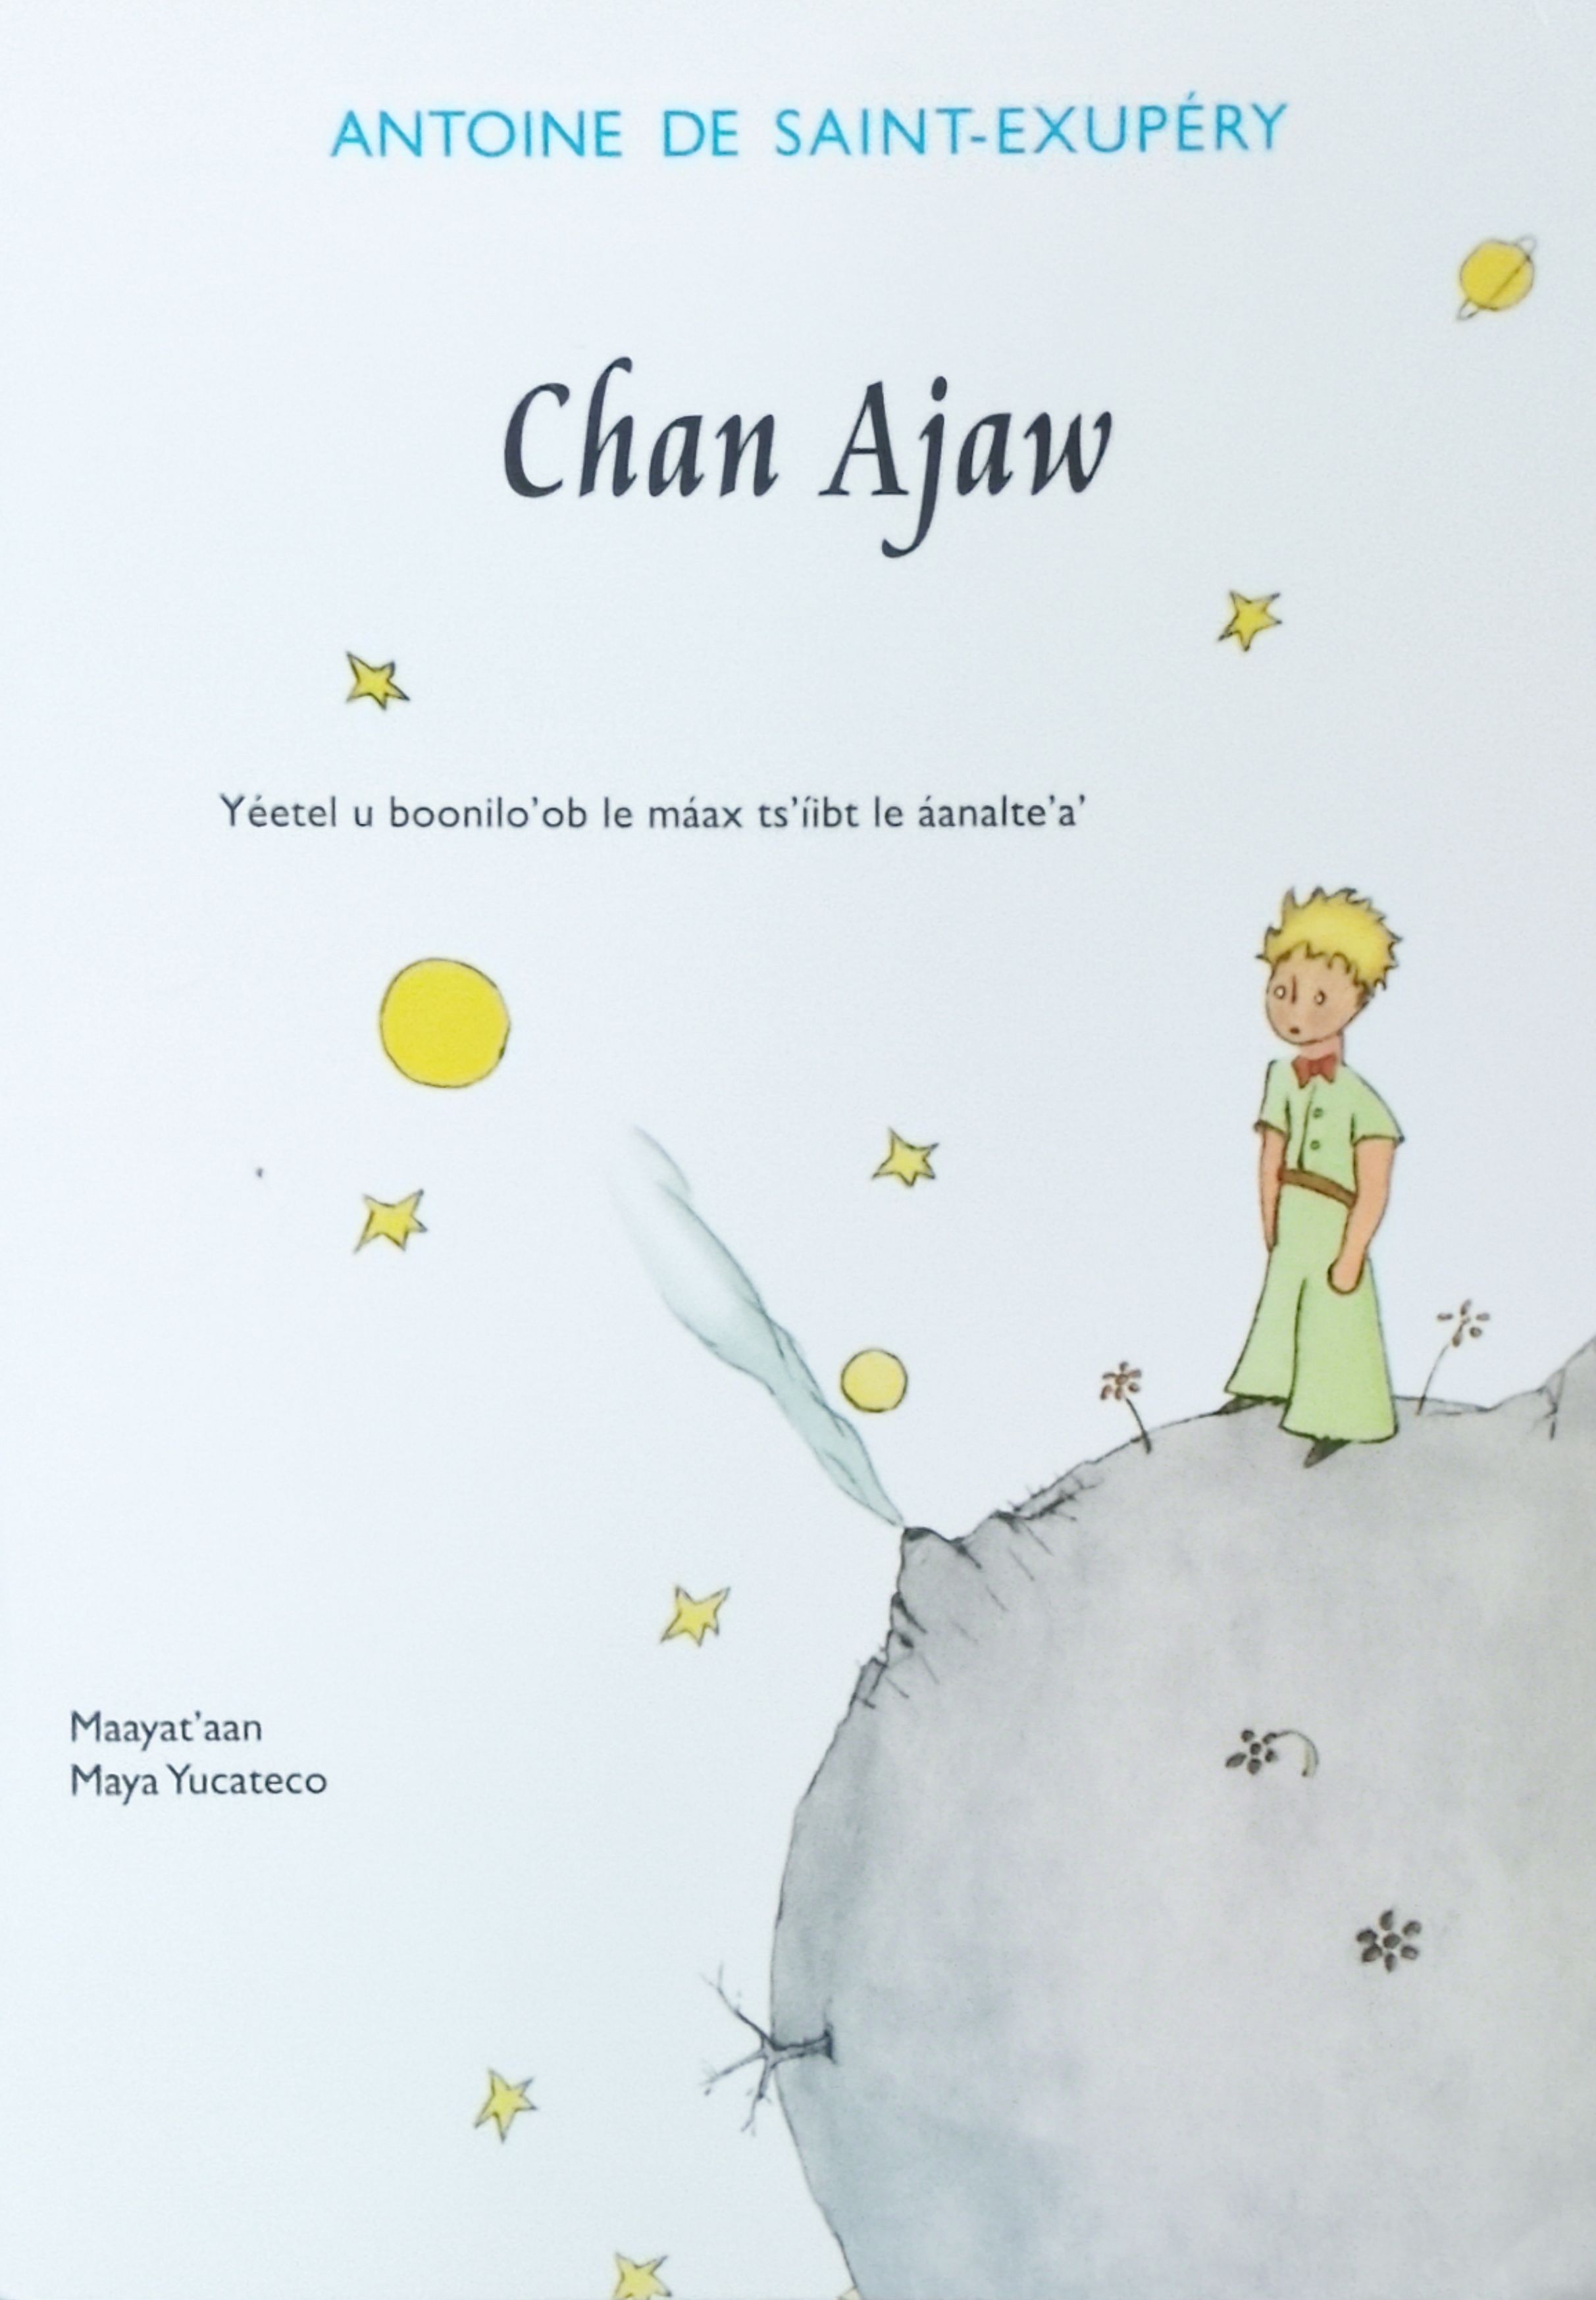 ANTOINE DE SAINT-EXUPÉRY
Chan Ajaw
Yéetel u boonilo'ob le máax ts'íibt le áanalte'a'
Maayat'aan
Maya Yucateco